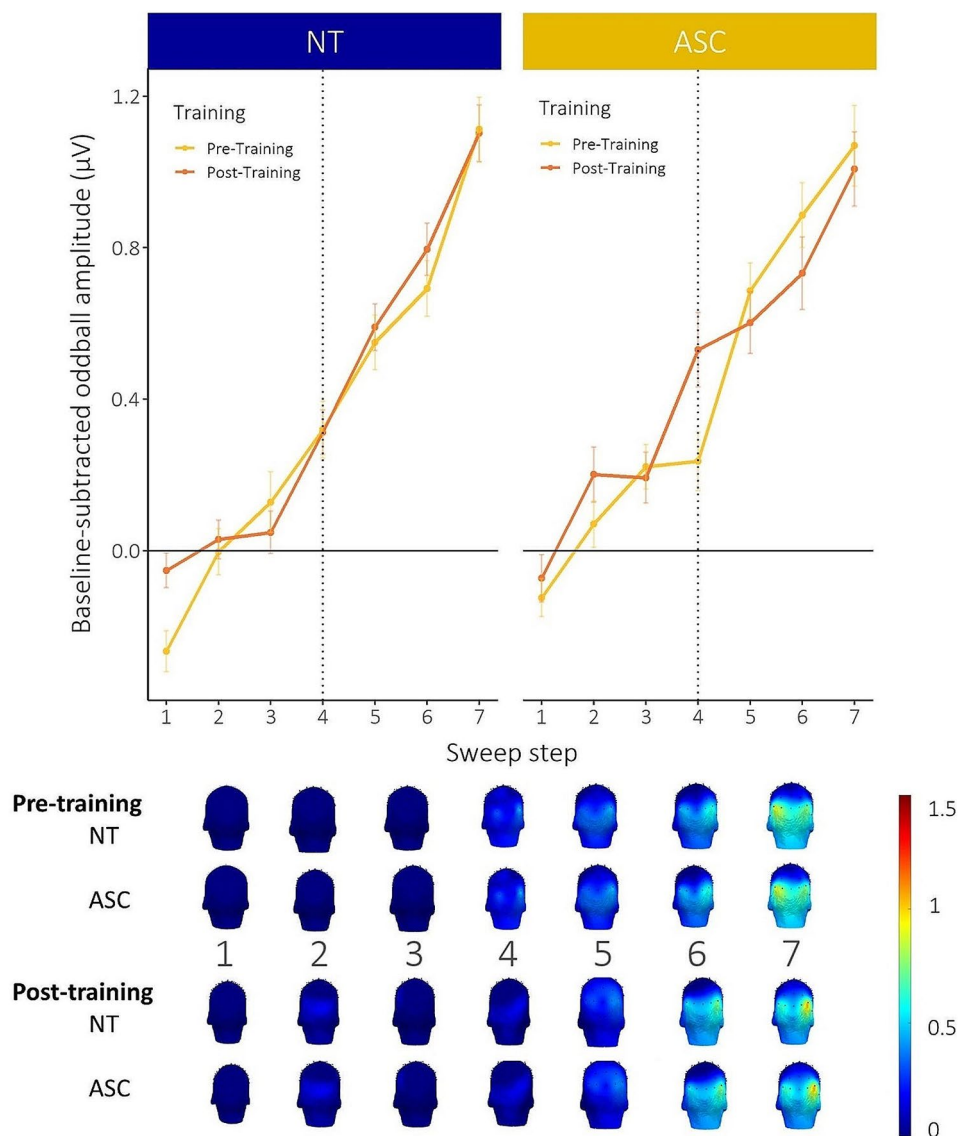 NT ASC
Training Training
Pre-Training Pre-Training
Post-Training Post-Training
Baseline-subtracted oddball amplitude (µV)
1.2
0.8
0.4
0.0
1 2 3 4 5 6 7 1 2 3 4 5 6 7
Sweep step
Pre-training
NT
ASC
1 2 3 4 5 6 7
Post-training
NT
ASC
1.5
1
0.5
0